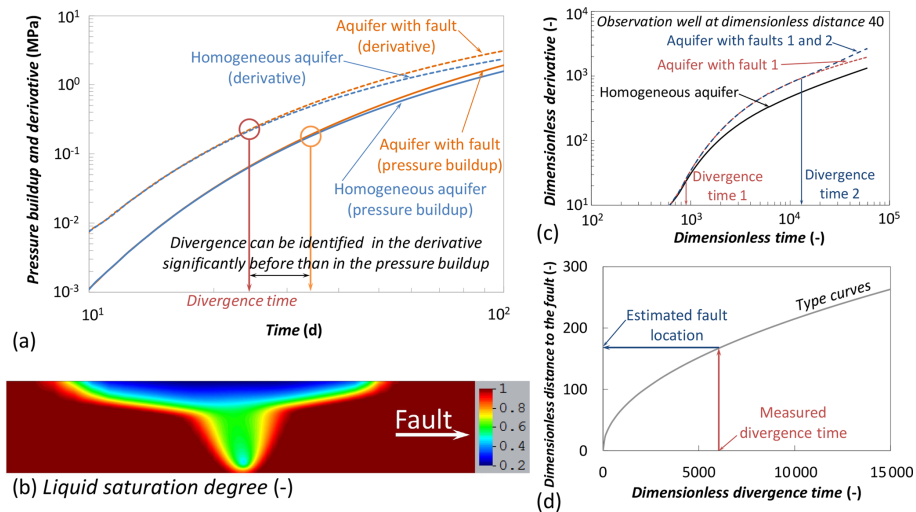 Pressure buildup and derivative (MPa)
10¹
10⁰
10⁻¹
10⁻²
10⁻³
Aquifer with fault
(derivative)
Homogeneous aquifer
(derivative)
Aquifer with fault
(pressure buildup)
Homogeneous aquifer
(pressure buildup)
Divergence can be identified in the derivative
significantly before than in the pressure buildup
Divergence time
10¹
10²
Time (d)
(a)
Fault
1
0.8
0.6
0.4
0.2
(b) Liquid saturation degree (-)
Dimensionless derivative (-)
10⁴
10³
10²
10¹
Observation well at dimensionless distance 40
Aquifer with faults 1 and 2
Aquifer with fault 1
Homogeneous aquifer
Divergence
time 1
Divergence
time 2
10²
10³
10⁴
10⁵
Dimensionless time (-)
(c)
Dimensionless distance to the fault (-)
300
200
100
0
Type curves
Estimated fault
location
Measured
divergence time
0
5000
10000
15000
Dimensionless divergence time (-)
(d)